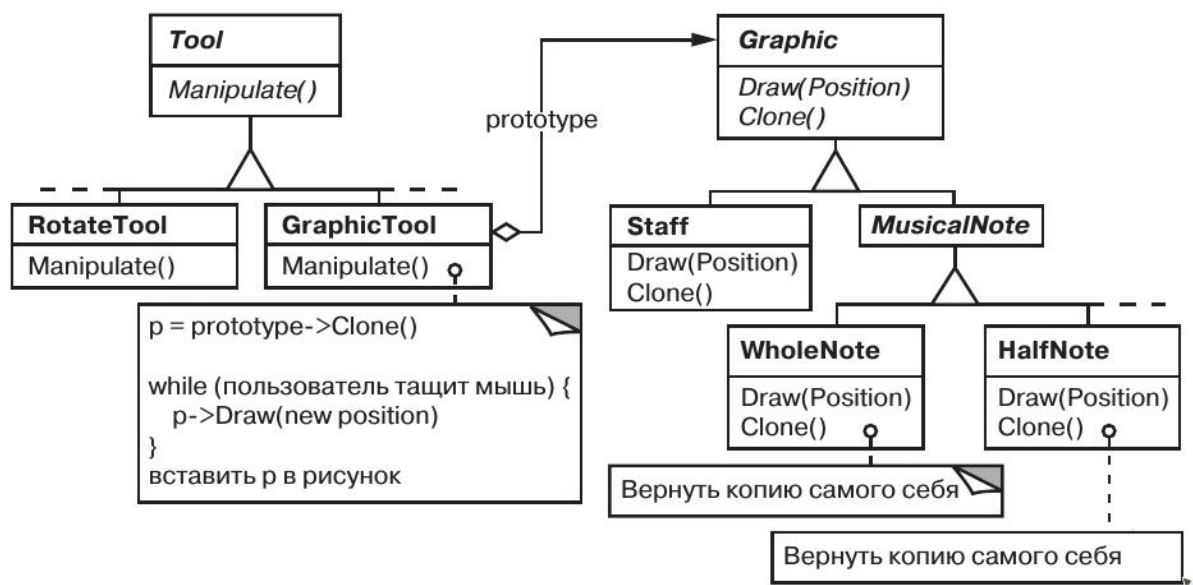 Tool
Manipulate()
prototype
Graphic
Draw(Position)
Clone()
RotateTool
Manipulate()
GraphicTool
Manipulate()
p = prototype->Clone()
while (пользователь тащит мышь) {
p->Draw(new position)
}
вставить p в рисунок
Staff
Draw(Position)
Clone()
MusicalNote
WholeNote
Draw(Position)
Clone()
HalfNote
Draw(Position)
Clone()
Вернуть копию самого себя
Вернуть копию самого себя